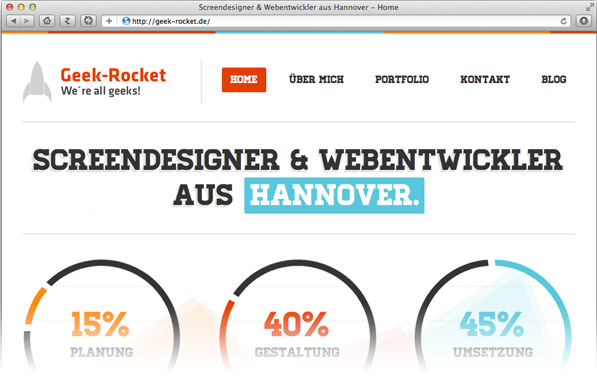 Screendesigner & Webentwickler aus Hannover – Home
http://geek-rocket.de/
Geek-Rocket
We´re all geeks!
HOME ÜBER MICH PORTFOLIO KONTAKT BLOG
SCREENDESIGNER & WEBENTWICKLER
AUS HANNOVER.
15% 40% 45%
PLANUNG GESTALTUNG UMSETZUNG